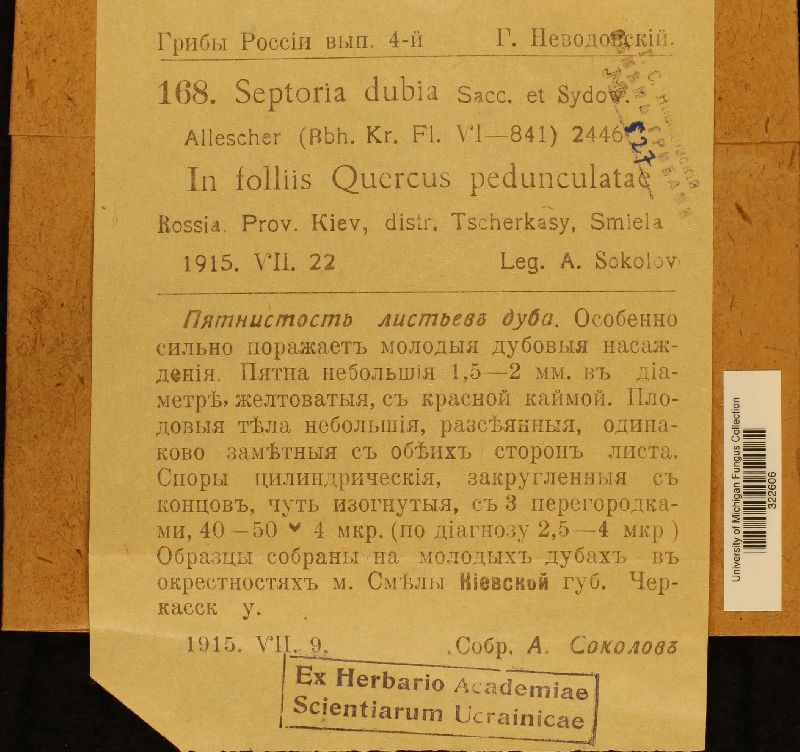 Грибы Россіи вып. 4-й Г. Неводовскій.
168. Septoria dubia Sacc. et Sydow.
Allescher (Rbh. Kr. Fl. VI—841) 2446
In folliis Quercus pedunculatae
Rossia. Prov. Kiev, distr. Tscherkasy, Smiela
1915. VII. 22 Leg. A. Sokolov
Пятнистость листьевъ дуба. Особенно
сильно поражаетъ молодыя дубовыя насаж-
денія. Пятна небольшія 1,5—2 мм. въ діа-
метрѣ, желтоватыя, съ красной каймой. Пло-
довыя тѣла небольшія, разсѣянныя, одина-
ково замѣтныя съ обѣихъ сторонъ листа.
Споры цилиндрическія, закругленныя съ
концовъ, чуть изогнутыя, съ 3 перегородка-
ми, 40—50 4 мкр. (по діагнозу 2,5—4 мкр)
Образцы собраны на молодыхъ дубахъ въ
окрестностяхъ м. Смѣлы Кіевской губ. Чер-
касск у.
1915. VII. 9. Собр. А. Соколовъ
Ex Herbario Academiae
Scientiarum Ucrainicae
527
University of Michigan Fungus Collection
322606